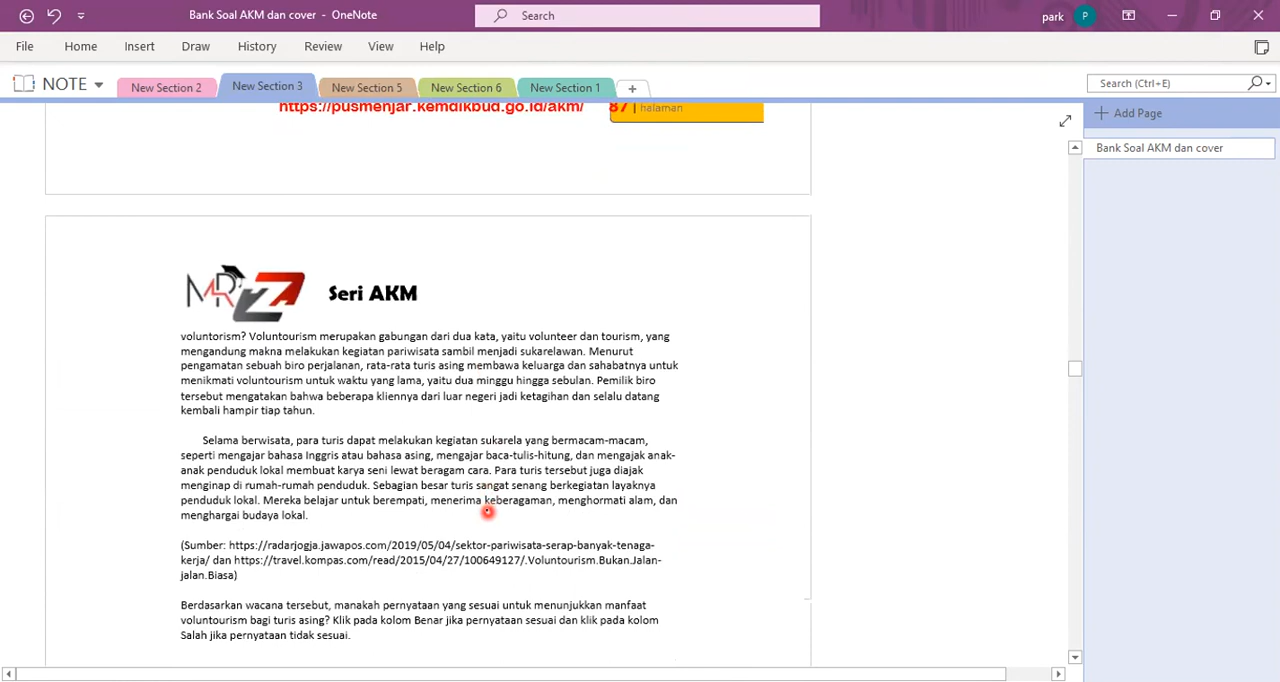 Bank Soal AKM dan cover - OneNote
Search
park
P
File Home Insert Draw History Review View Help
NOTE
New Section 2
New Section 3
New Section 5
New Section 6
New Section 1
Search (Ctrl+E)
Add Page
Bank Soal AKM dan cover
https://pusmenjar.kemdikbud.go.id/akm/ 87 | halaman
MR ZZ
Seri AKM
voluntorism? Voluntourism merupakan gabungan dari dua kata, yaitu volunteer dan tourism, yang
mengandung makna melakukan kegiatan pariwisata sambil menjadi sukarelawan. Menurut
pengamatan sebuah biro perjalanan, rata-rata turis asing membawa keluarga dan sahabatnya untuk
menikmati voluntourism untuk waktu yang lama, yaitu dua minggu hingga sebulan. Pemilik biro
tersebut mengatakan bahwa beberapa kliennya dari luar negeri jadi ketagihan dan selalu datang
kembali hampir tiap tahun.
Selama berwisata, para turis dapat melakukan kegiatan sukarela yang bermacam-macam,
seperti mengajar bahasa Inggris atau bahasa asing, mengajar baca-tulis-hitung, dan mengajak anak-
anak penduduk lokal membuat karya seni lewat beragam cara. Para turis tersebut juga diajak
menginap di rumah-rumah penduduk. Sebagian besar turis sangat senang berkegiatan layaknya
penduduk lokal. Mereka belajar untuk berempati, menerima keberagaman, menghormati alam, dan
menghargai budaya lokal.
(Sumber: https://radarjogja.jawapos.com/2019/05/04/sektor-pariwisata-serap-banyak-tenaga-
kerja/ dan https://travel.kompas.com/read/2015/04/27/100649127/.Voluntourism.Bukan.Jalan-
jalan.Biasa)
Berdasarkan wacana tersebut, manakah pernyataan yang sesuai untuk menunjukkan manfaat
voluntourism bagi turis asing? Klik pada kolom Benar jika pernyataan sesuai dan klik pada kolom
Salah jika pernyataan tidak sesuai.